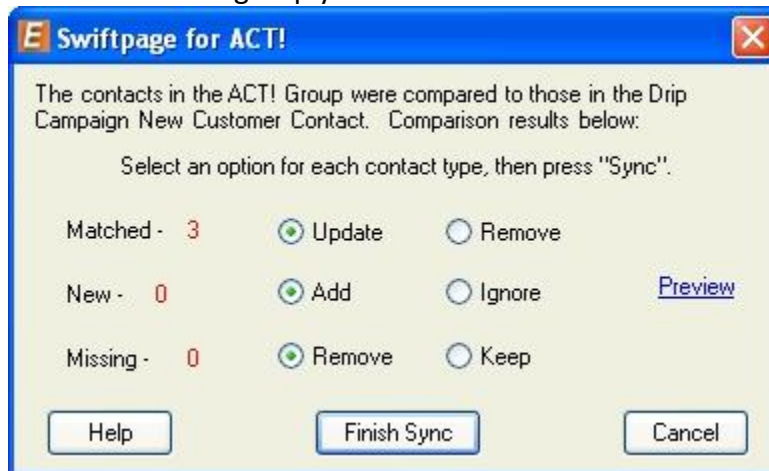 Swiftpage for ACT!
The contacts in the ACT! Group were compared to those in the Drip
Campaign New Customer Contact.  Comparison results below:
Select an option for each contact type, then press "Sync".
Matched - 3 Update Remove
New - 0 Add Ignore Preview
Missing - 0 Remove Keep
Help Finish Sync Cancel